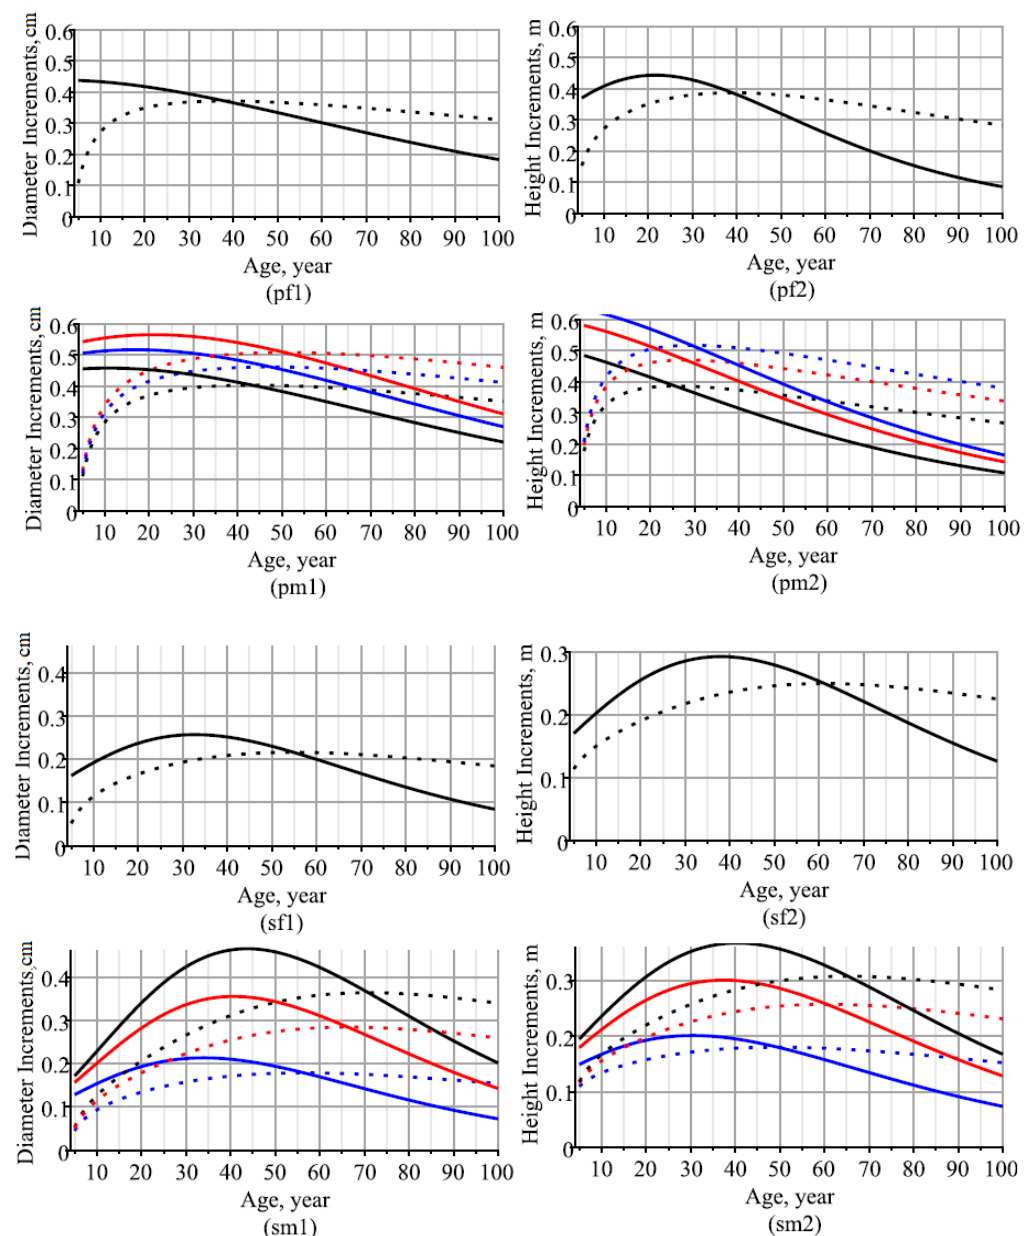 Diameter Increments, cm
0.6
0.5
0.4
0.3
0.2
0.1
0
10 20 30 40 50 60 70 80 90 100
Age, year
(pf1)
Height Increments, m
0.6
0.5
0.4
0.3
0.2
0.1
0
10 20 30 40 50 60 70 80 90 100
Age, year
(pf2)
Diameter Increments, cm
0.6
0.5
0.4
0.3
0.2
0.1
0
10 20 30 40 50 60 70 80 90 100
Age, year
(pm1)
Height Increments, m
0.6
0.5
0.4
0.3
0.2
0.1
0
10 20 30 40 50 60 70 80 90 100
Age, year
(pm2)
Diameter Increments, cm
0.4
0.3
0.2
0.1
0
10 20 30 40 50 60 70 80 90 100
Age, year
(sf1)
Height Increments, m
0.3
0.2
0.1
0
10 20 30 40 50 60 70 80 90 100
Age, year
(sf2)
Diameter Increments,cm
0.4
0.3
0.2
0.1
0
10 20 30 40 50 60 70 80 90 100
Age, year
(sm1)
Height Increments, m
0.3
0.2
0.1
0
10 20 30 40 50 60 70 80 90 100
Age, year
(sm2)